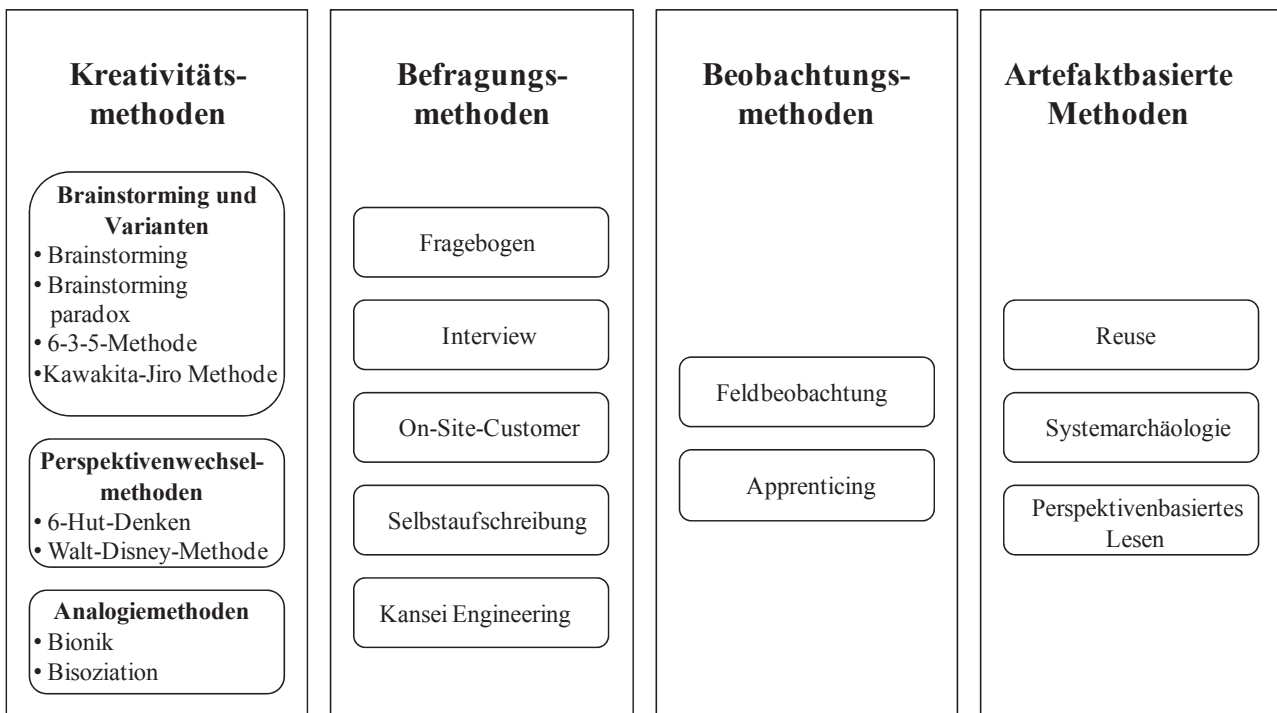 Kreativitäts-
methoden
Brainstorming und
Varianten
• Brainstorming
• Brainstorming
paradox
• 6-3-5-Methode
•Kawakita-Jiro Methode
Perspektivenwechsel-
methoden
• 6-Hut-Denken
• Walt-Disney-Methode
Analogiemethoden
• Bionik
• Bisoziation
Befragungs-
methoden
Fragebogen
Interview
On-Site-Customer
Selbstaufschreibung
Kansei Engineering
Beobachtungs-
methoden
Feldbeobachtung
Apprenticing
Artefaktbasierte
Methoden
Reuse
Systemarchäologie
Perspektivenbasiertes
Lesen